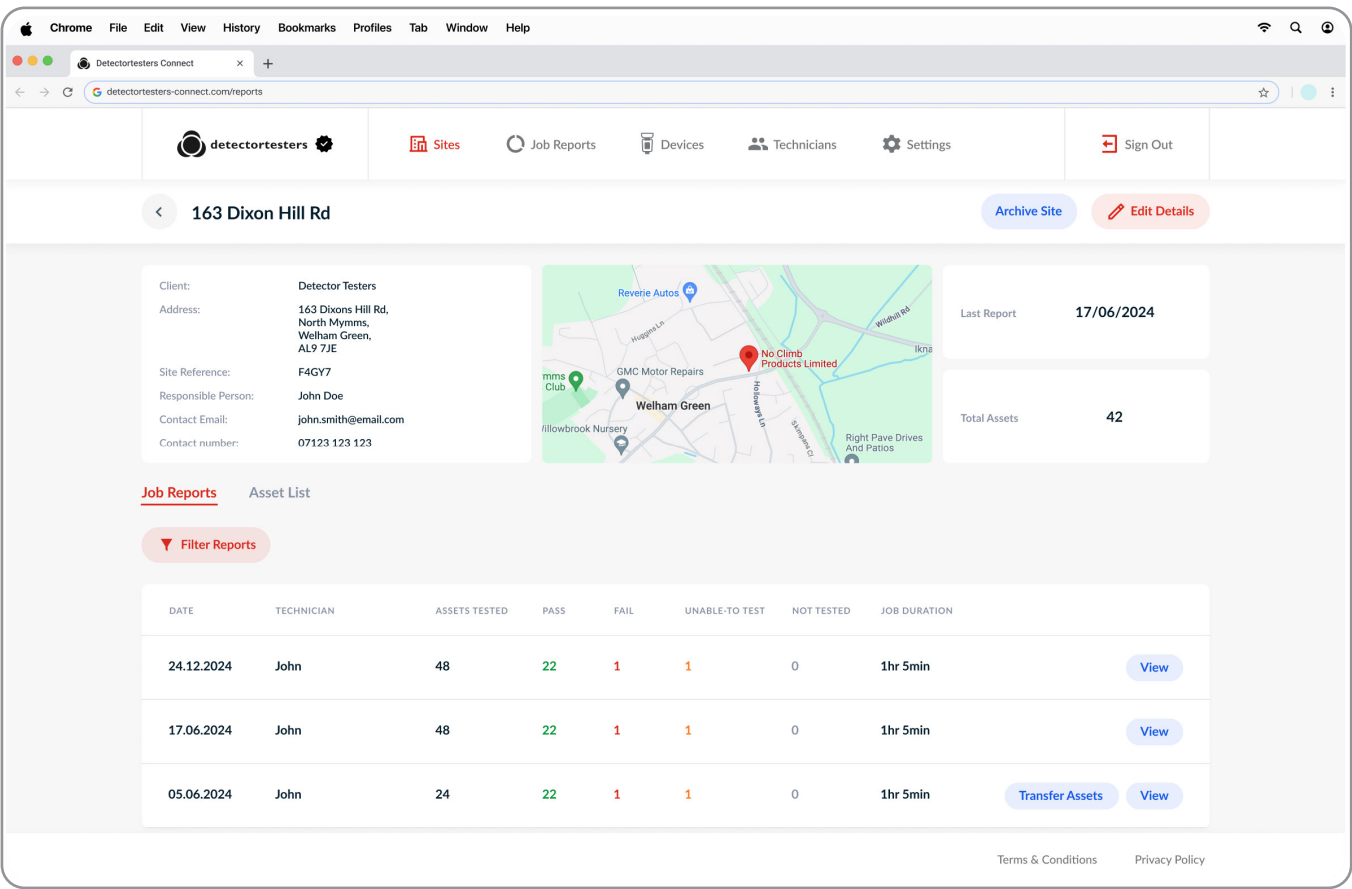 Chrome File Edit View History Bookmarks Profiles Tab Window Help
Detectortesters Connect
detectortesters-connect.com/reports
detectortesters
Sites
Job Reports
Devices
Technicians
Settings
Sign Out
163 Dixon Hill Rd
Archive Site
Edit Details
Client: Detector Testers
Address: 163 Dixons Hill Rd,
North Mymms,
Welham Green,
AL9 7JE
Site Reference: F4GY7
Responsible Person: John Doe
Contact Email: john.smith@email.com
Contact number: 07123 123 123
Reverie Autos
Wildhill Rd
Huggins Ln
Ikna
No Climb
Products Limited
GMC Motor Repairs
mms
Club
Holloways Ln
Welham Green
Skimpans Cl
Willowbrook Nursery
Right Pave Drives
And Patios
Last Report 17/06/2024
Total Assets 42
Job Reports Asset List
Filter Reports
DATE TECHNICIAN ASSETS TESTED PASS FAIL UNABLE-TO TEST NOT TESTED JOB DURATION
24.12.2024 John 48 22 1 1 0 1hr 5min View
17.06.2024 John 48 22 1 1 0 1hr 5min View
05.06.2024 John 24 22 1 1 0 1hr 5min Transfer Assets View
Terms & Conditions Privacy Policy